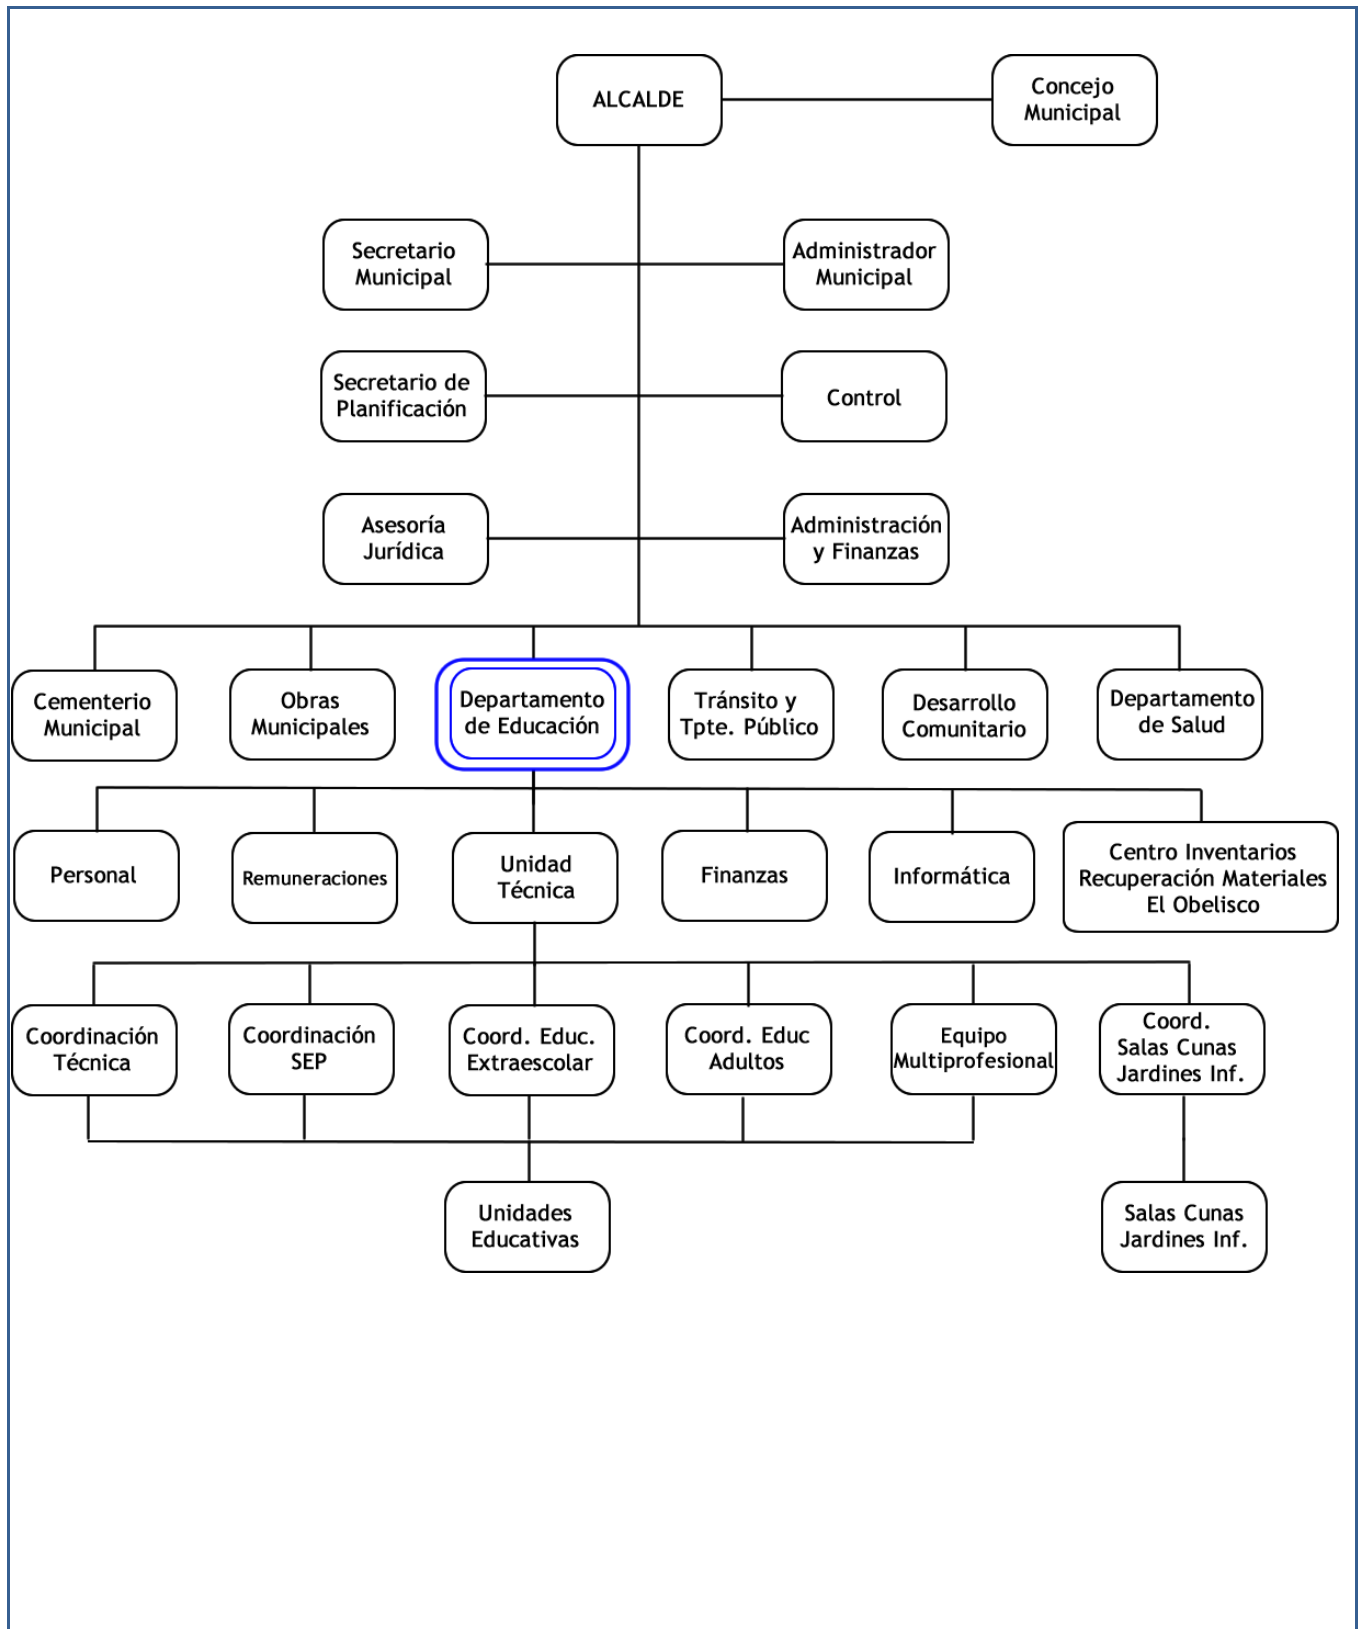 ALCALDE
Concejo
Municipal
Secretario
Municipal
Administrador
Municipal
Secretario de
Planificación
Control
Asesoría
Jurídica
Administración
y Finanzas
Cementerio
Municipal
Obras
Municipales
Departamento
de Educación
Tránsito y
Tpte. Público
Desarrollo
Comunitario
Departamento
de Salud
Personal
Remuneraciones
Unidad
Técnica
Finanzas
Informática
Centro Inventarios
Recuperación Materiales
El Obelisco
Coordinación
Técnica
Coordinación
SEP
Coord. Educ.
Extraescolar
Coord. Educ
Adultos
Equipo
Multiprofesional
Coord.
Salas Cunas
Jardines Inf.
Unidades
Educativas
Salas Cunas
Jardines Inf.